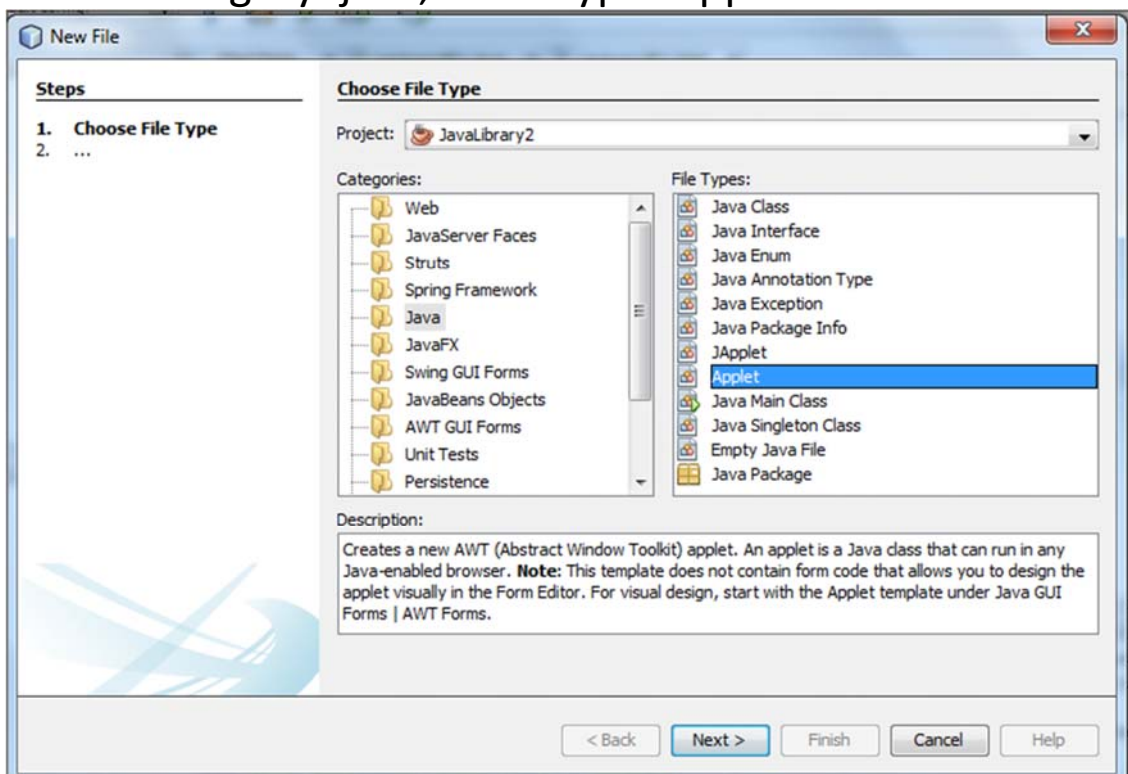 New File
Steps
1. Choose File Type
2. ...
Choose File Type
Project: JavaLibrary2
Categories:
Web
JavaServer Faces
Struts
Spring Framework
Java
JavaFX
Swing GUI Forms
JavaBeans Objects
AWT GUI Forms
Unit Tests
Persistence
File Types:
Java Class
Java Interface
Java Enum
Java Annotation Type
Java Exception
Java Package Info
JApplet
Applet
Java Main Class
Java Singleton Class
Empty Java File
Java Package
Description:
Creates a new AWT (Abstract Window Toolkit) applet. An applet is a Java class that can run in any
Java-enabled browser. Note: This template does not contain form code that allows you to design the
applet visually in the Form Editor. For visual design, start with the Applet template under Java GUI
Forms | AWT Forms.
< Back Next > Finish Cancel Help